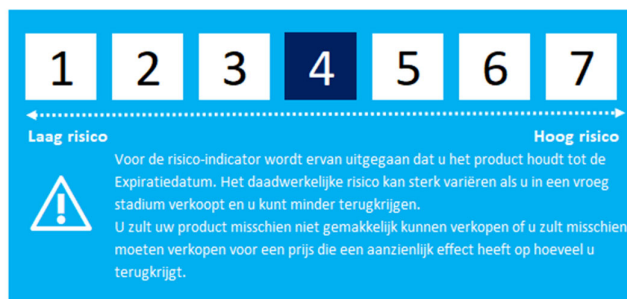 1 2 3 4 5 6 7
Laag risico Hoog risico
Voor de risico-indicator wordt ervan uitgegaan dat u het product houdt tot de
Expiratiedatum. Het daadwerkelijke risico kan sterk variëren als u in een vroeg
stadium verkoopt en u kunt minder terugkrijgen.
U zult uw product misschien niet gemakkelijk kunnen verkopen of u zult misschien
moeten verkopen voor een prijs die een aanzienlijk effect heeft op hoeveel u
terugkrijgt.